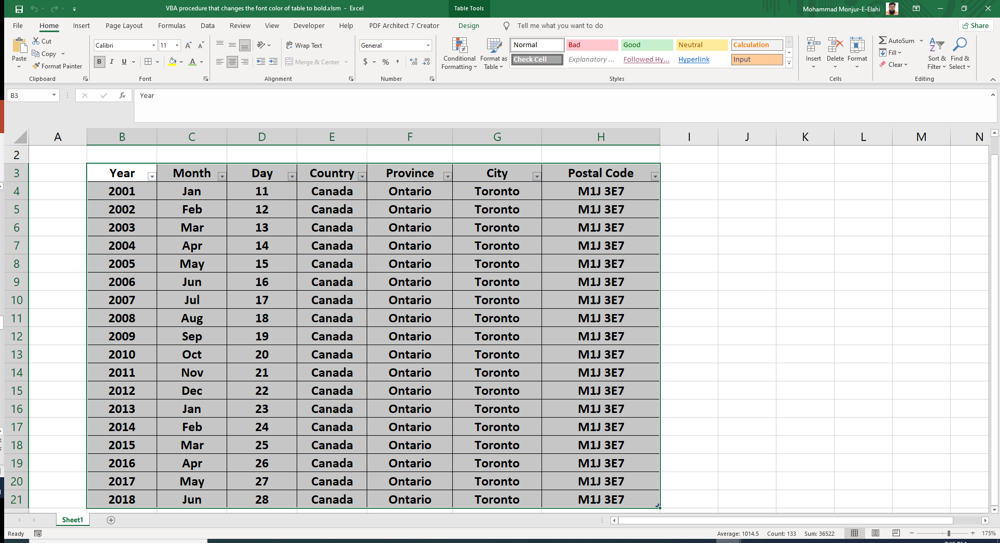 VBA procedure that changes the font color of table to bold.xlsm - Excel
Table Tools
Mohammad Monjur-E-Elahi
File Home Insert Page Layout Formulas Data Review View Developer Help PDF Architect 7 Creator Design Tell me what you want to do Share
Paste
Cut
Copy
Format Painter
Clipboard
Calibri 11
B I U
Font
Wrap Text
Merge & Center
Alignment
General
$ % ,
Number
Conditional Formatting
Format as Table
Normal Bad Good Neutral Calculation
Check Cell Explanatory ... Followed Hy... Hyperlink Input
Styles
Insert Delete Format
Cells
AutoSum
Fill
Clear
Sort & Filter
Find & Select
Editing
B3 fx Year
A B C D E F G H I J K L M N
2
3 Year Month Day Country Province City Postal Code
4 2001 Jan 11 Canada Ontario Toronto M1J 3E7
5 2002 Feb 12 Canada Ontario Toronto M1J 3E7
6 2003 Mar 13 Canada Ontario Toronto M1J 3E7
7 2004 Apr 14 Canada Ontario Toronto M1J 3E7
8 2005 May 15 Canada Ontario Toronto M1J 3E7
9 2006 Jun 16 Canada Ontario Toronto M1J 3E7
10 2007 Jul 17 Canada Ontario Toronto M1J 3E7
11 2008 Aug 18 Canada Ontario Toronto M1J 3E7
12 2009 Sep 19 Canada Ontario Toronto M1J 3E7
13 2010 Oct 20 Canada Ontario Toronto M1J 3E7
14 2011 Nov 21 Canada Ontario Toronto M1J 3E7
15 2012 Dec 22 Canada Ontario Toronto M1J 3E7
16 2013 Jan 23 Canada Ontario Toronto M1J 3E7
17 2014 Feb 24 Canada Ontario Toronto M1J 3E7
18 2015 Mar 25 Canada Ontario Toronto M1J 3E7
19 2016 Apr 26 Canada Ontario Toronto M1J 3E7
20 2017 May 27 Canada Ontario Toronto M1J 3E7
21 2018 Jun 28 Canada Ontario Toronto M1J 3E7
Sheet1
Ready Average: 1014.5 Count: 133 Sum: 36522 175%